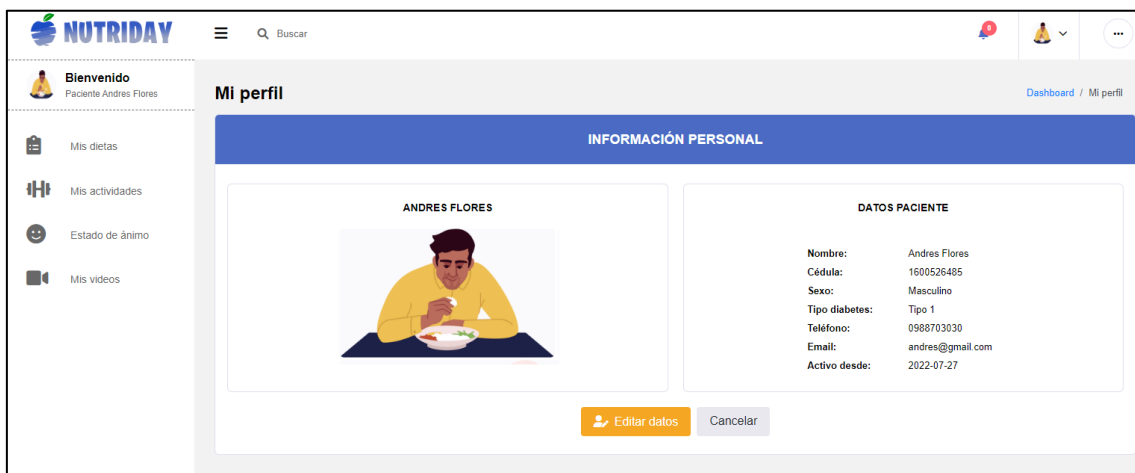 NUTRIDAY
Buscar
0
Bienvenido
Paciente Andres Flores
Mi perfil
Dashboard / Mi perfil
Mis dietas
Mis actividades
Estado de ánimo
Mis videos
INFORMACIÓN PERSONAL
ANDRES FLORES
DATOS PACIENTE
Nombre: Andres Flores
Cédula: 1600526485
Sexo: Masculino
Tipo diabetes: Tipo 1
Teléfono: 0988703030
Email: andres@gmail.com
Activo desde: 2022-07-27
Editar datos
Cancelar